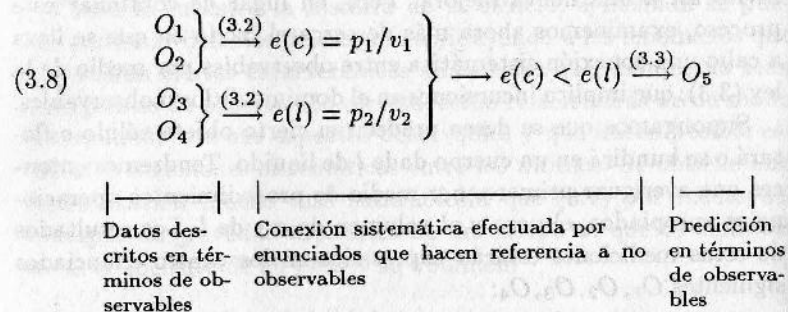 O₁
O₂ } (3.2)⟶ e(c) = p₁/v₁
(3.8) ⟶ e(c) < e(l) (3.3)⟶ O₅
O₃
O₄ } (3.2)⟶ e(l) = p₂/v₂
Datos des- Conexión sistemática efectuada por Predicción
critos en tér- enunciados que hacen referencia a no en términos
minos de ob- observables de observa-
servables bles